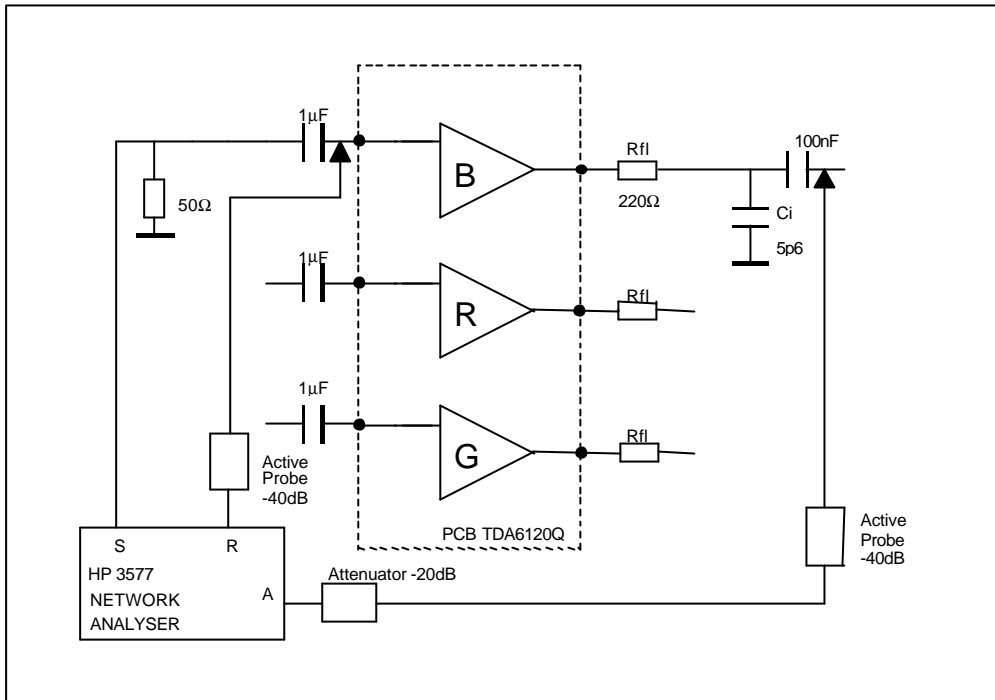 1μF
B
Rfl
220Ω
100nF
Ci
5p6
50Ω
1μF
R
Rfl
1μF
G
Rfl
Active
Probe
-40dB
PCB TDA6120Q
Active
Probe
-40dB
S
R
HP 3577
NETWORK
ANALYSER
A
Attenuator -20dB